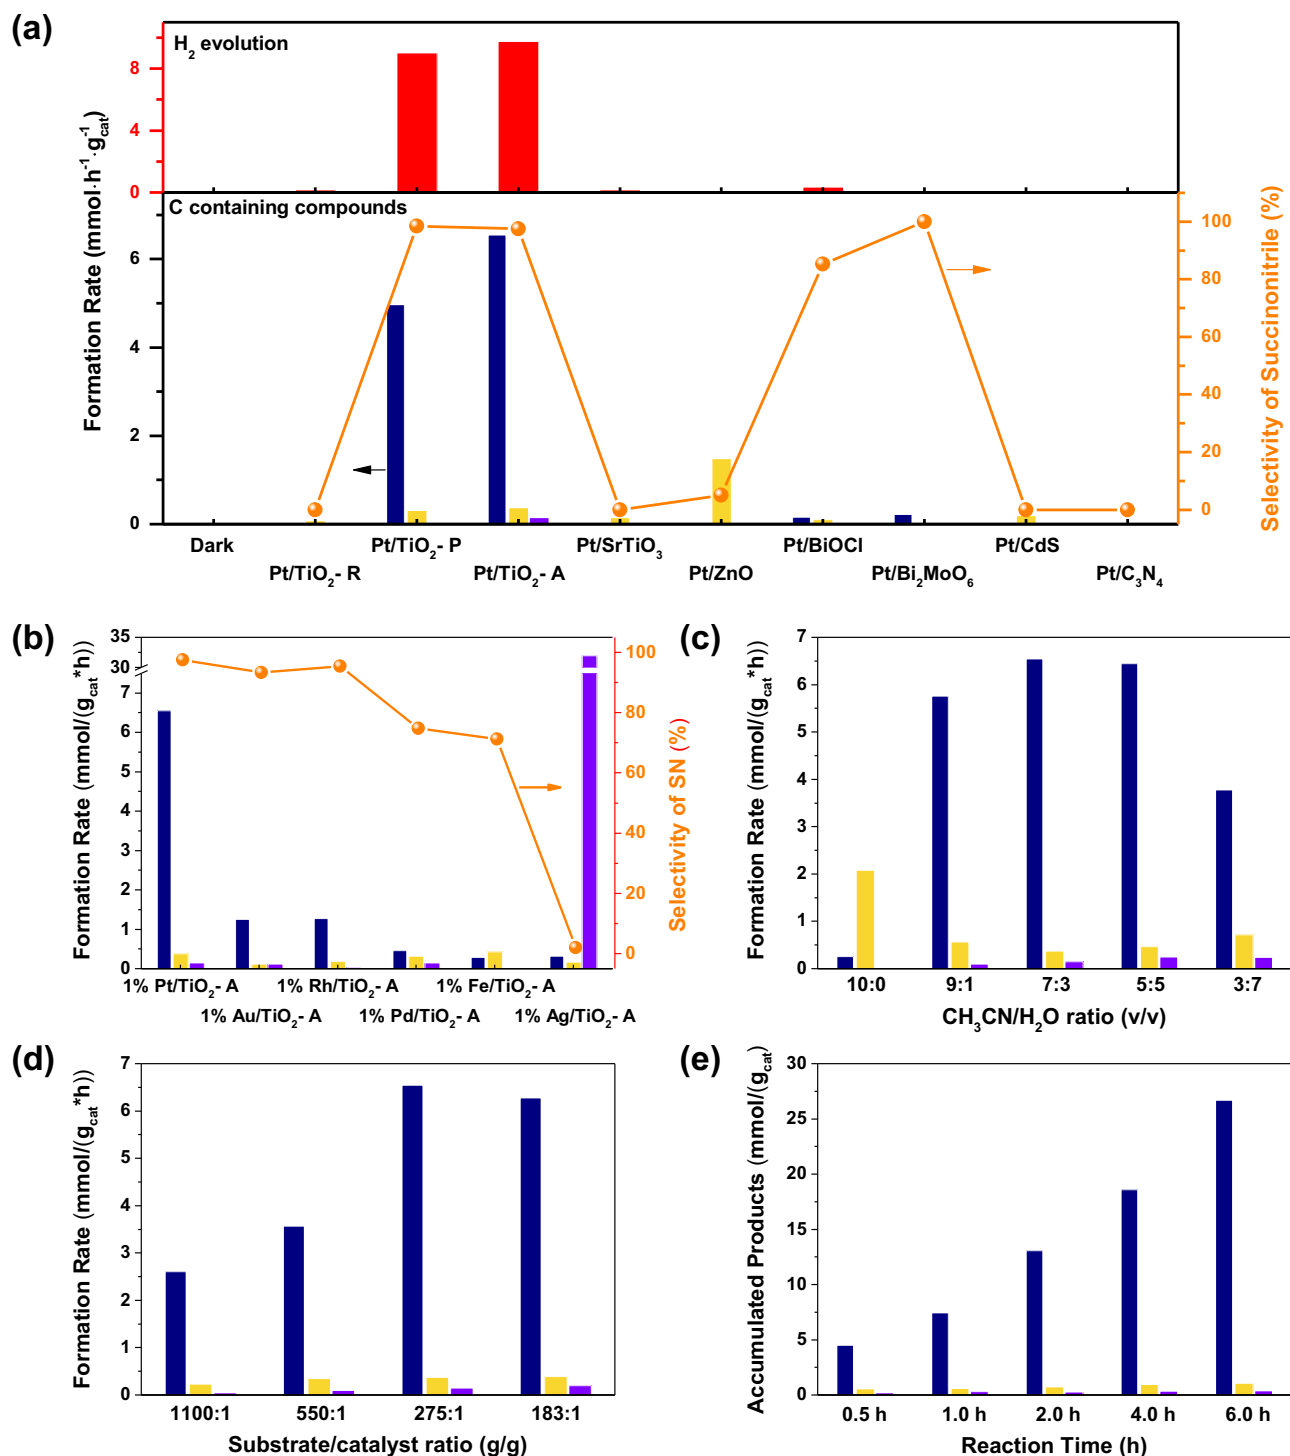 (a)
H₂ evolution
8
4
0
C containing compounds
6
4
2
0
100
80
60
40
20
0
Formation Rate (mmol·h⁻¹·g⁻¹cat)
Selectivity of Succinonitrile (%)
Dark Pt/TiO₂- P Pt/SrTiO₃ Pt/BiOCl Pt/CdS
Pt/TiO₂- R Pt/TiO₂- A Pt/ZnO Pt/Bi₂MoO₆ Pt/C₃N₄
(b)
35
30
7
6
5
4
3
2
1
0
100
80
60
40
20
0
Formation Rate (mmol/(gcat*h))
Selectivity of SN (%)
1% Pt/TiO₂- A 1% Rh/TiO₂- A 1% Fe/TiO₂- A
1% Au/TiO₂- A 1% Pd/TiO₂- A 1% Ag/TiO₂- A
(c)
7
6
5
4
3
2
1
0
Formation Rate (mmol/(gcat*h))
10:0 9:1 7:3 5:5 3:7
CH₃CN/H₂O ratio (v/v)
(d)
7
6
5
4
3
2
1
0
Formation Rate (mmol/(gcat*h))
1100:1 550:1 275:1 183:1
Substrate/catalyst ratio (g/g)
(e)
30
25
20
15
10
5
0
Accumulated Products (mmol/(gcat)
0.5 h 1.0 h 2.0 h 4.0 h 6.0 h
Reaction Time (h)